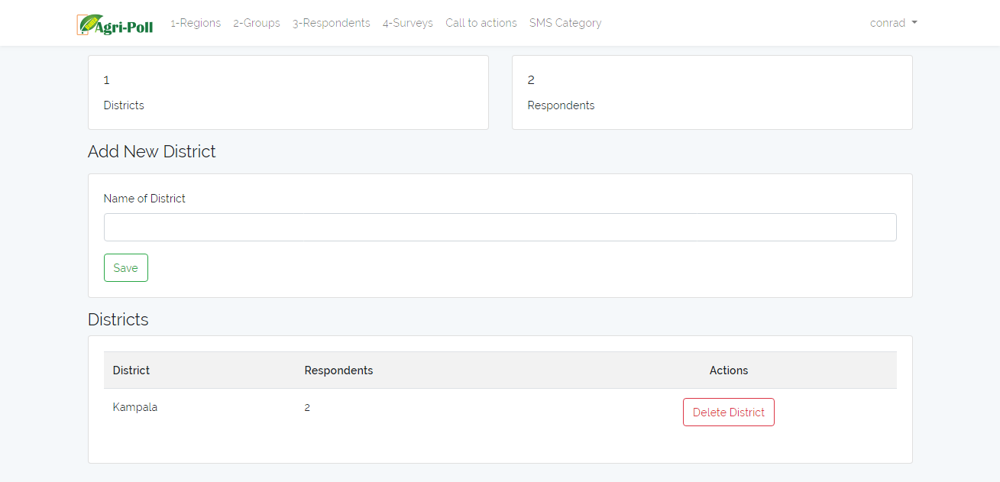 Agri-Poll 1-Regions 2-Groups 3-Respondents 4-Surveys Call to actions SMS Category conrad
1
Districts
2
Respondents
Add New District
Name of District
Save
Districts
District Respondents Actions
Kampala 2 Delete District